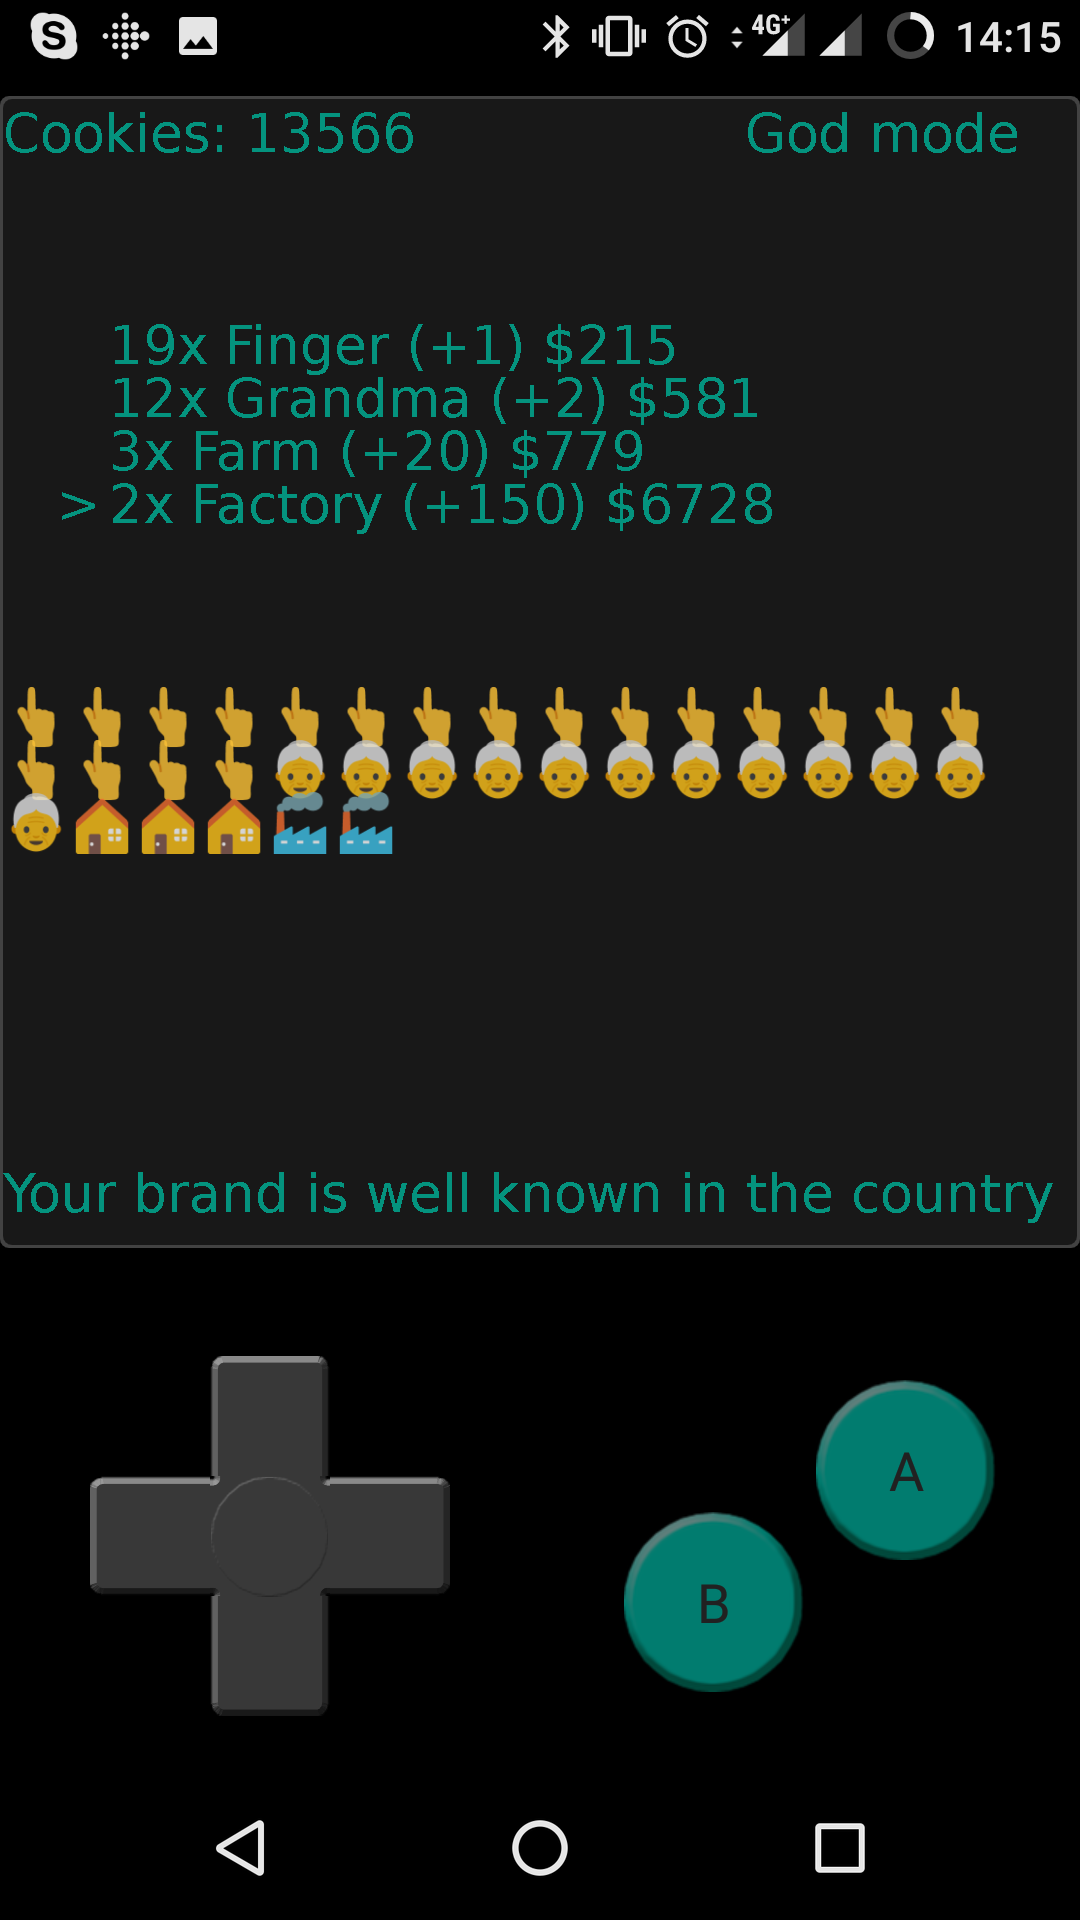 4G+ 14:15
Cookies: 13566 God mode
19x Finger (+1) $215
12x Grandma (+2) $581
3x Farm (+20) $779
>2x Factory (+150) $6728
Your brand is well known in the country
A
B